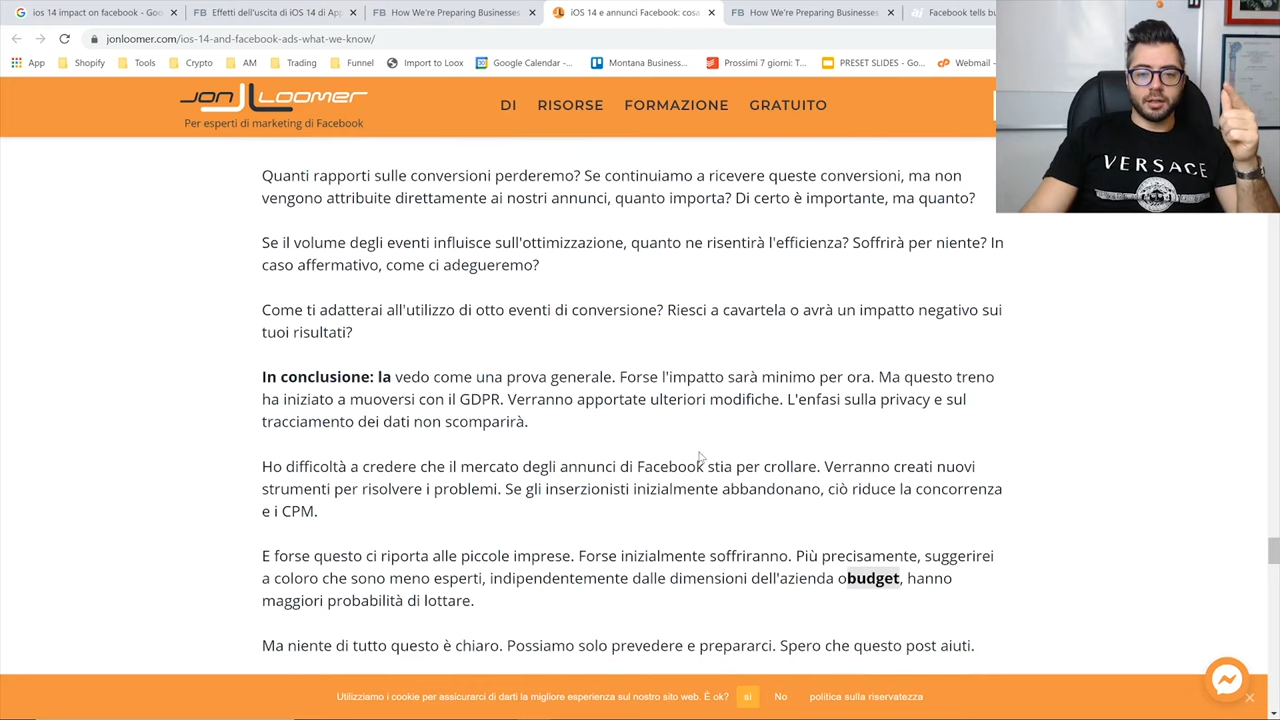 iOS 14 impact on facebook - Goo
Effetti dell'uscita di iOS 14 di App
How We're Preparing Businesses
iOS 14 e annunci Facebook: cosa
How We're Preparing Businesses
Facebook tells bu
jonloomer.com/ios-14-and-facebook-ads-what-we-know/
App
Shopify
Tools
Crypto
AM
Trading
Funnel
Import to Loox
Google Calendar -...
Montana Business...
Prossimi 7 giorni: T...
PRESET SLIDES - G...
Webmail -
JON LOOMER
Per esperti di marketing di Facebook
DI RISORSE FORMAZIONE GRATUITO
VERSACE
Quanti rapporti sulle conversioni perderemo? Se continuiamo a ricevere queste conversioni, ma non
vengono attribuite direttamente ai nostri annunci, quanto importa? Di certo è importante, ma quanto?
Se il volume degli eventi influisce sull'ottimizzazione, quanto ne risentirà l'efficienza? Soffrirà per niente? In
caso affermativo, come ci adegueremo?
Come ti adatterai all'utilizzo di otto eventi di conversione? Riesci a cavartela o avrà un impatto negativo sui
tuoi risultati?
In conclusione: la vedo come una prova generale. Forse l'impatto sarà minimo per ora. Ma questo treno
ha iniziato a muoversi con il GDPR. Verranno apportate ulteriori modifiche. L'enfasi sulla privacy e sul
tracciamento dei dati non scomparirà.
Ho difficoltà a credere che il mercato degli annunci di Facebook stia per crollare. Verranno creati nuovi
strumenti per risolvere i problemi. Se gli inserzionisti inizialmente abbandonano, ciò riduce la concorrenza
e i CPM.
E forse questo ci riporta alle piccole imprese. Forse inizialmente soffriranno. Più precisamente, suggerirei
a coloro che sono meno esperti, indipendentemente dalle dimensioni dell'azienda obudget, hanno
maggiori probabilità di lottare.
Ma niente di tutto questo è chiaro. Possiamo solo prevedere e prepararci. Spero che questo post aiuti.
Utilizziamo i cookie per assicurarci di darti la migliore esperienza sul nostro sito web. È ok? sì No politica sulla riservatezza